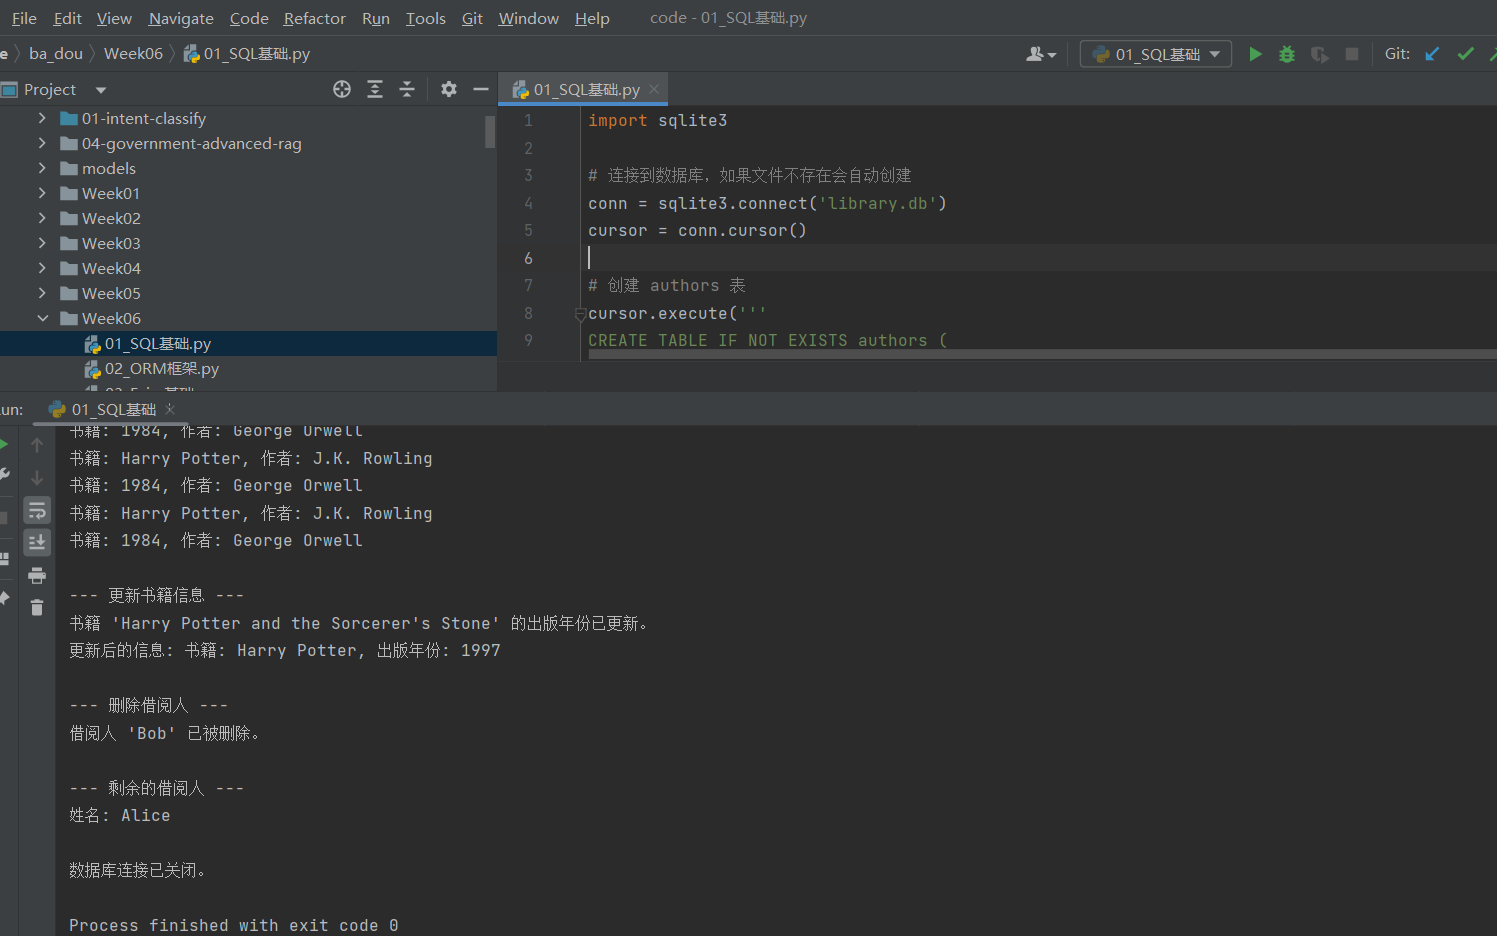 File Edit View Navigate Code Refactor Run Tools Git Window Help code - 01_SQL基础.py
e ba_dou Week06 01_SQL基础.py 01_SQL基础 Git:
Project
01-intent-classify
04-government-advanced-rag
models
Week01
Week02
Week03
Week04
Week05
Week06
01_SQL基础.py
02_ORM框架.py
01_SQL基础.py
1 import sqlite3
2
3 # 连接到数据库，如果文件不存在会自动创建
4 conn = sqlite3.connect('library.db')
5 cursor = conn.cursor()
6
7 # 创建 authors 表
8 cursor.execute('''
9 CREATE TABLE IF NOT EXISTS authors (
un: 01_SQL基础
书籍: 1984, 作者: George Orwell
书籍: Harry Potter, 作者: J.K. Rowling
书籍: 1984, 作者: George Orwell
书籍: Harry Potter, 作者: J.K. Rowling
书籍: 1984, 作者: George Orwell
--- 更新书籍信息 ---
书籍 'Harry Potter and the Sorcerer's Stone' 的出版年份已更新。
更新后的信息: 书籍: Harry Potter, 出版年份: 1997
--- 删除借阅人 ---
借阅人 'Bob' 已被删除。
--- 剩余的借阅人 ---
姓名: Alice
数据库连接已关闭。
Process finished with exit code 0